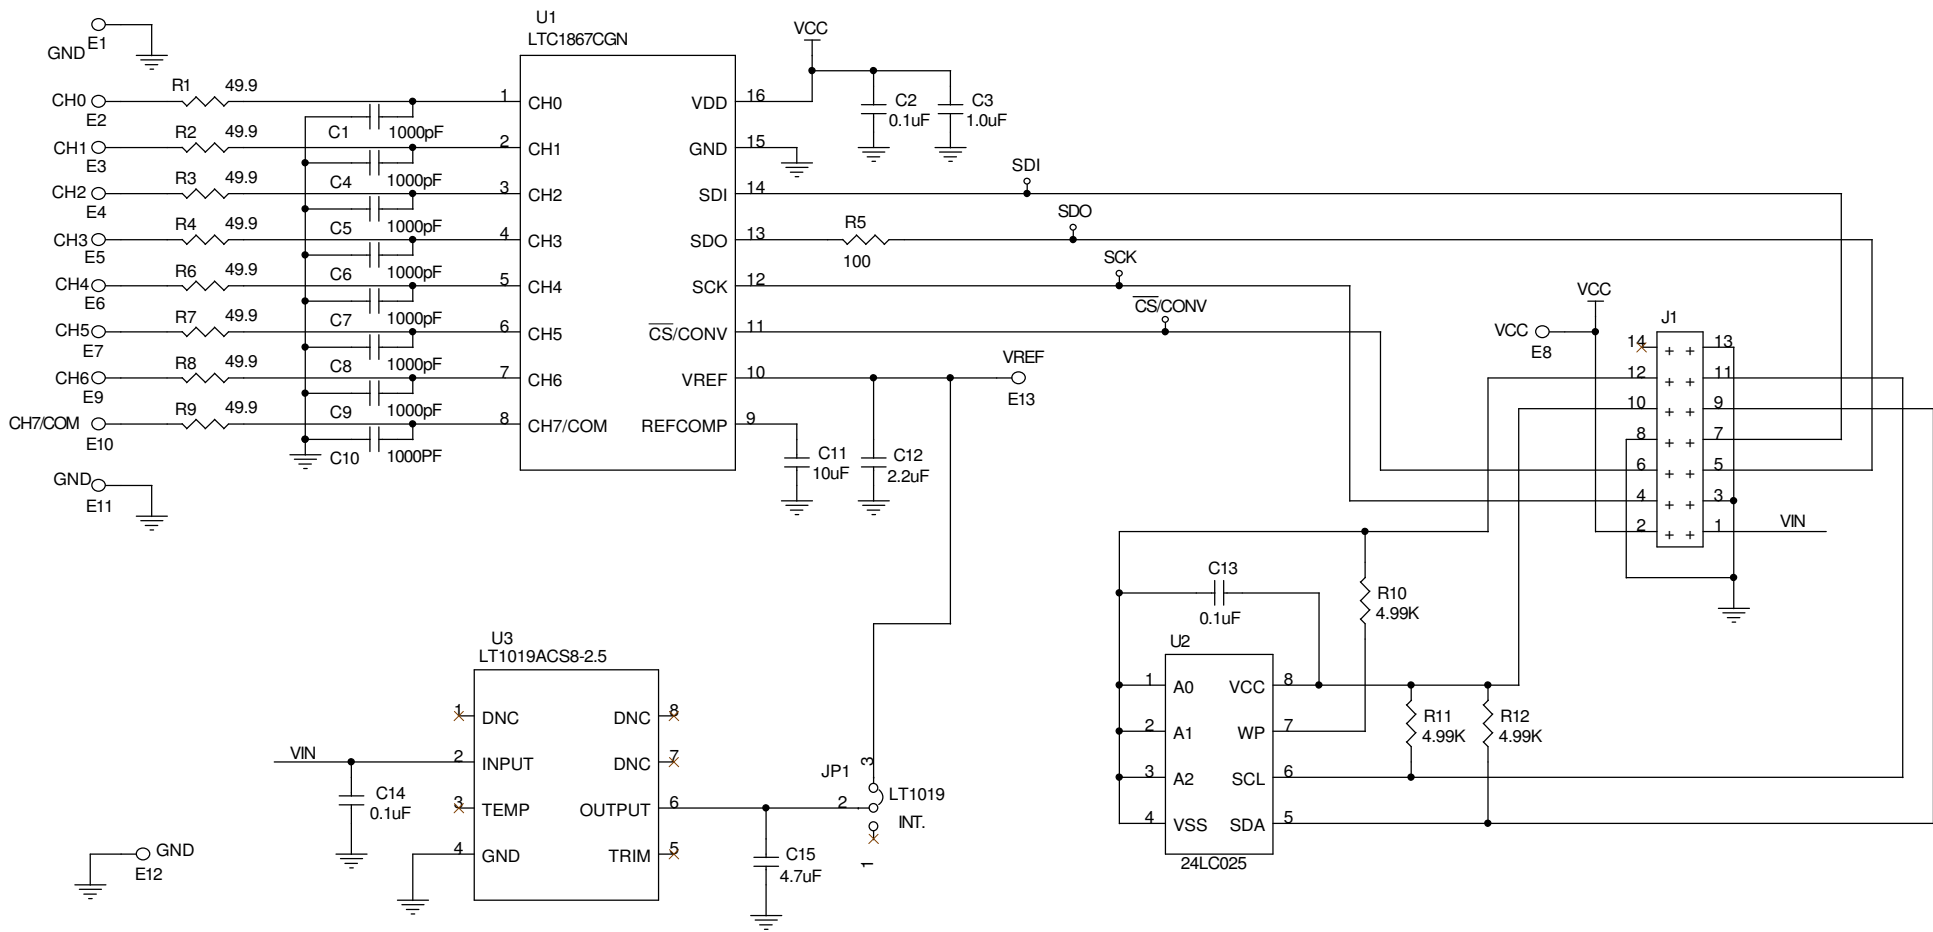 GND E1
CH0 E2
CH1 E3
CH2 E4
CH3 E5
CH4 E6
CH5 E7
CH6 E9
CH7/COM E10
GND E11
R1 49.9
R2 49.9
R3 49.9
R4 49.9
R6 49.9
R7 49.9
R8 49.9
R9 49.9
C1 1000pF
C4 1000pF
C5 1000pF
C6 1000pF
C7 1000pF
C8 1000pF
C9 1000pF
C10 1000PF
U1
LTC1867CGN
1 CH0
2 CH1
3 CH2
4 CH3
5 CH4
6 CH5
7 CH6
8 CH7/COM
VDD 16
GND 15
SDI 14
SDO 13
SCK 12
CS/CONV 11
VREF 10
REFCOMP 9
VCC
C2
0.1uF
C3
1.0uF
SDI
SDO
R5
100
SCK
CS/CONV
VREF
E13
C11
10uF
C12
2.2uF
VCC
VCC E8
J1
14 13
12 11
10 9
8 7
6 5
4 3
2 1
VIN
C13
0.1uF
R10
4.99K
U2
1 A0
2 A1
3 A2
4 VSS
VCC 8
WP 7
SCL 6
SDA 5
24LC025
R11
4.99K
R12
4.99K
U3
LT1019ACS8-2.5
1 DNC
2 INPUT
3 TEMP
4 GND
DNC 8
DNC 7
OUTPUT 6
TRIM 5
VIN
C14
0.1uF
C15
4.7uF
JP1
3
2
1
LT1019
INT.
GND
E12